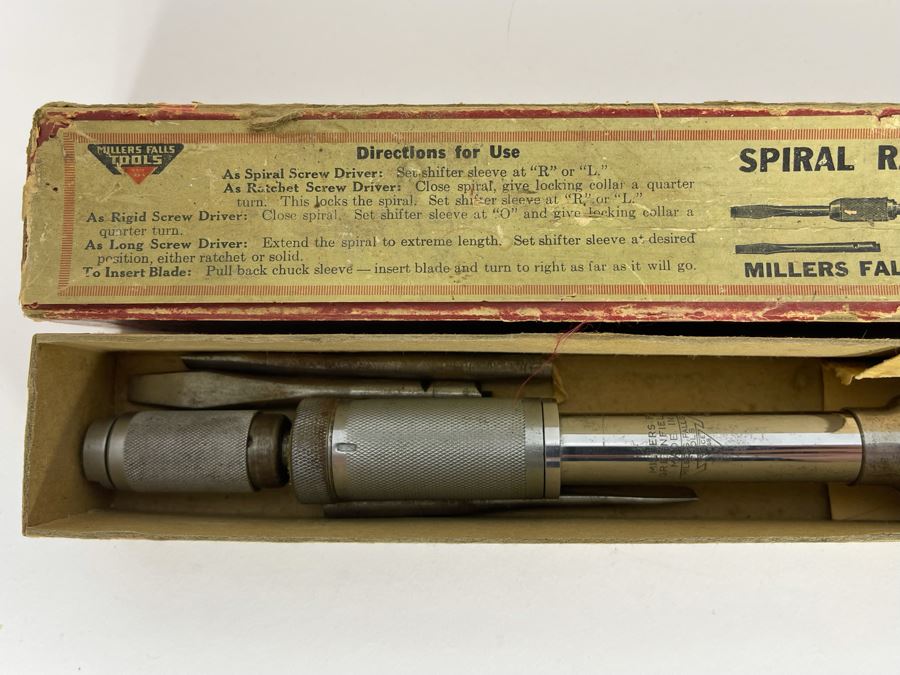 MILLERS FALLS
TOOLS
Directions for Use
As Spiral Screw Driver: Set shifter sleeve at "R" or "L."
As Ratchet Screw Driver: Close spiral, give locking collar a quarter
turn. This locks the spiral. Set shifter sleeve at "R" or "L."
As Rigid Screw Driver: Close spiral. Set shifter sleeve at "O" and give locking collar a
quarter turn.
As Long Screw Driver: Extend the spiral to extreme length. Set shifter sleeve at desired
position, either ratchet or solid.
To Insert Blade: Pull back chuck sleeve — insert blade and turn to right as far as it will go.
SPIRAL R
MILLERS FAL
MILLERS F
MADE IN